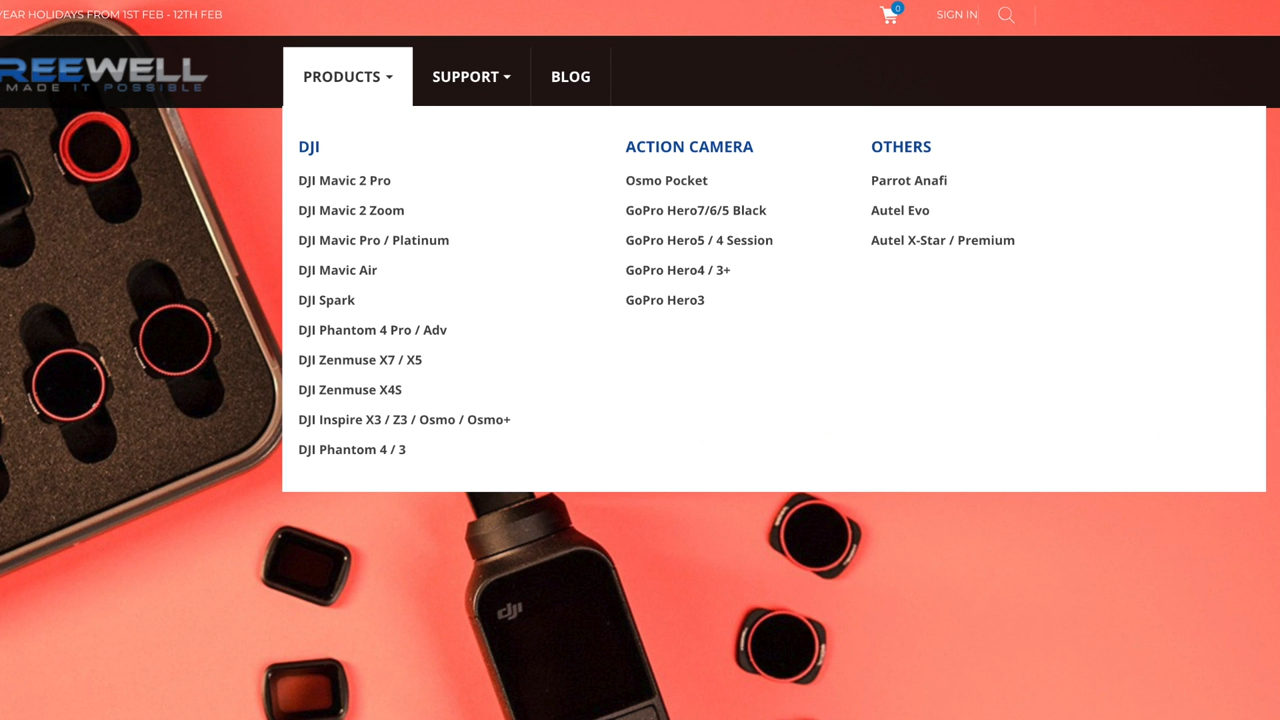 YEAR HOLIDAYS FROM 1ST FEB - 12TH FEB
0
SIGN IN
REEWELL
MADE IT POSSIBLE
PRODUCTS
SUPPORT
BLOG
DJI
DJI Mavic 2 Pro
DJI Mavic 2 Zoom
DJI Mavic Pro / Platinum
DJI Mavic Air
DJI Spark
DJI Phantom 4 Pro / Adv
DJI Zenmuse X7 / X5
DJI Zenmuse X4S
DJI Inspire X3 / Z3 / Osmo / Osmo+
DJI Phantom 4 / 3
ACTION CAMERA
Osmo Pocket
GoPro Hero7/6/5 Black
GoPro Hero5 / 4 Session
GoPro Hero4 / 3+
GoPro Hero3
OTHERS
Parrot Anafi
Autel Evo
Autel X-Star / Premium
dji